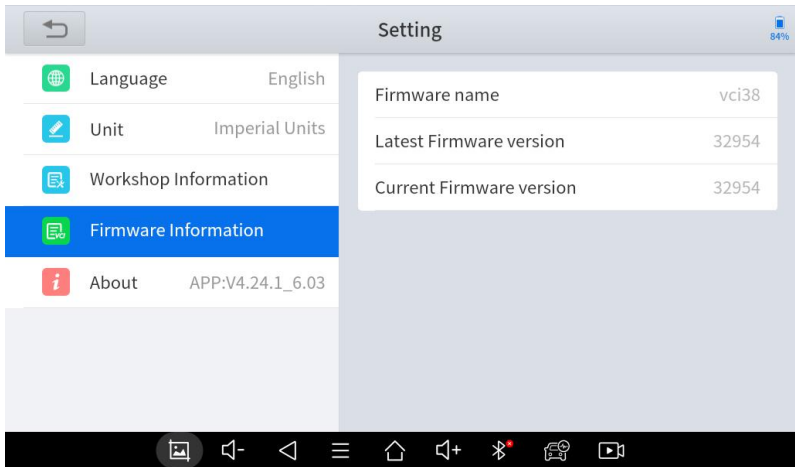 Setting
84%
Language English
Unit Imperial Units
Workshop Information
Firmware Information
About APP:V4.24.1_6.03
Firmware name vci38
Latest Firmware version 32954
Current Firmware version 32954